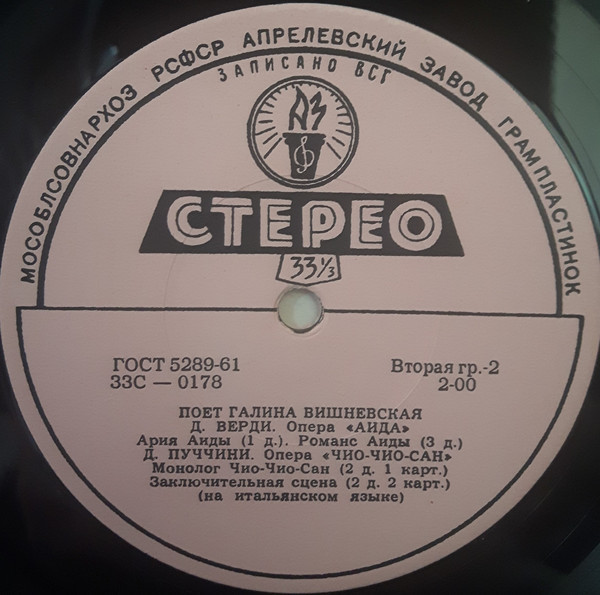 МОСОБЛСОВНАРХОЗ РСФСР АПРЕЛЕВСКИЙ ЗАВОД ГРАМПЛАСТИНОК
ЗАПИСАНО ВСГ
АЗ
СТЕРЕО
33⅓
ГОСТ 5289-61 Вторая гр.-2
33С — 0178 2-00
ПОЕТ ГАЛИНА ВИШНЕВСКАЯ
Д. ВЕРДИ. Опера «АИДА»
Ария Аиды (1 д.). Романс Аиды (3 д.)
Д. ПУЧЧИНИ. Опера «ЧИО-ЧИО-САН»
Монолог Чио-Чио-Сан (2 д. 1 карт.)
Заключительная сцена (2 д. 2 карт.)
(на итальянском языке)